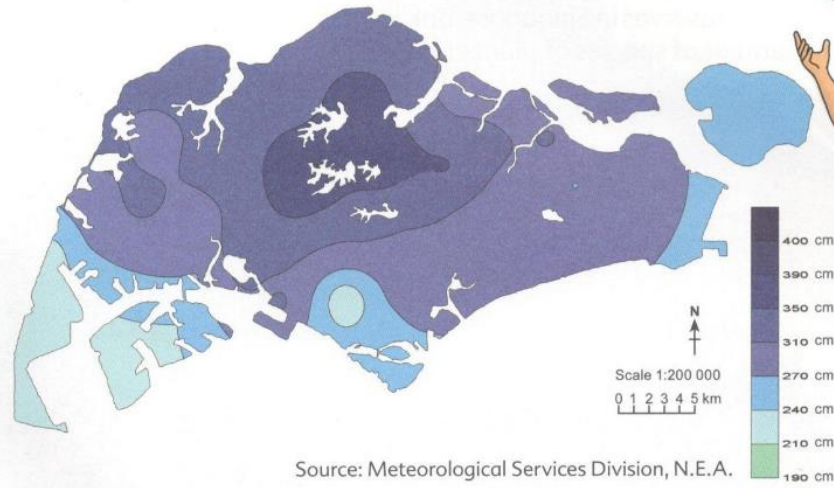 400 cm
390 cm
350 cm
310 cm
270 cm
240 cm
210 cm
190 cm
N
Scale 1:200 000
0 1 2 3 4 5 km
Source: Meteorological Services Division, N.E.A.